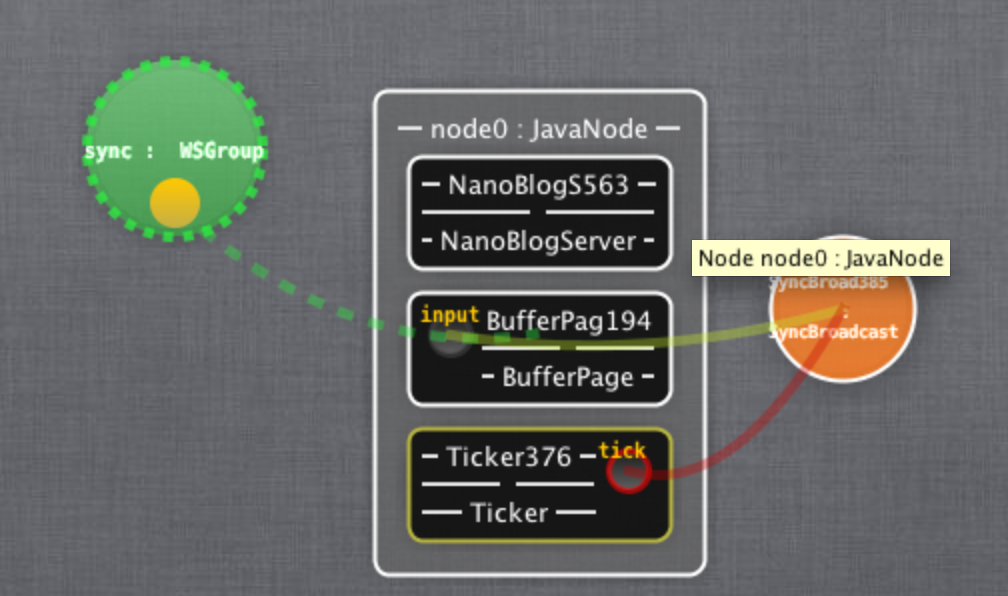 sync : WSGroup
node0 : JavaNode
NanoBlogS563
NanoBlogServer
Node node0 : JavaNode
SyncBroad385
:
SyncBroadcast
input
BufferPag194
BufferPage
tick
Ticker376
Ticker